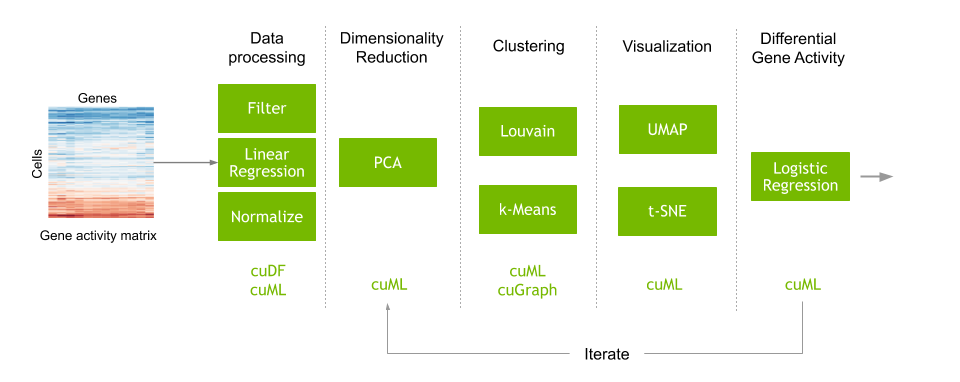 Genes
Cells
Gene activity matrix
Data
processing
Filter
Linear
Regression
Normalize
cuDF
cuML
Dimensionality
Reduction
PCA
cuML
Clustering
Louvain
k-Means
cuML
cuGraph
Visualization
UMAP
t-SNE
cuML
Differential
Gene Activity
Logistic
Regression
cuML
Iterate